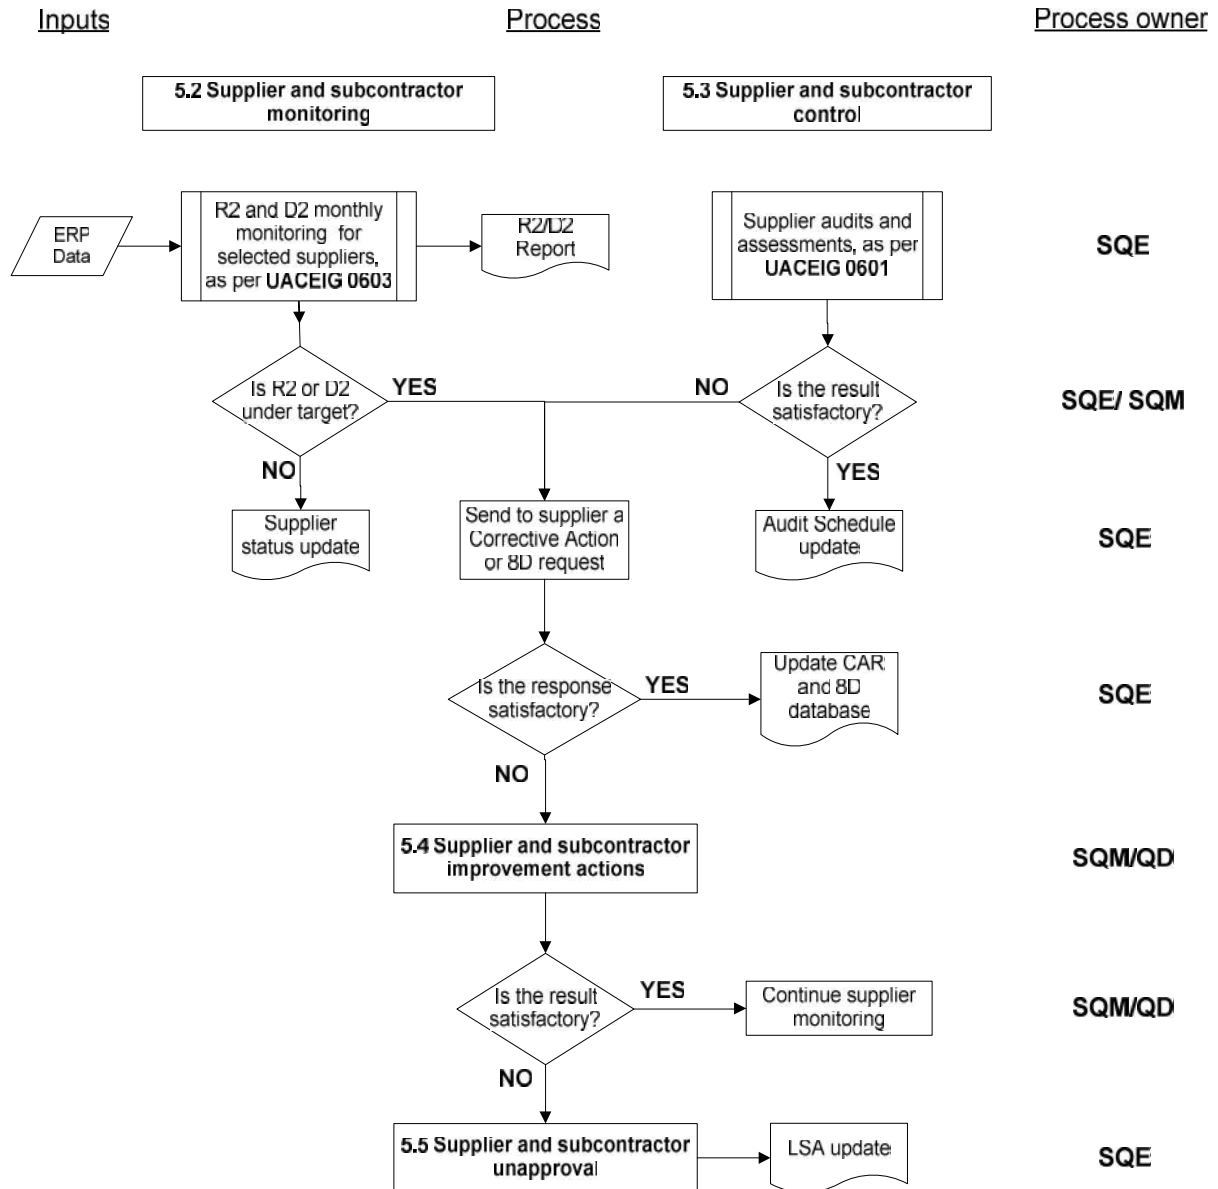 Inputs
Process
Process owner
5.2 Supplier and subcontractor
monitoring
5.3 Supplier and subcontractor
control
ERP
Data
R2 and D2 monthly
monitoring for
selected suppliers,
as per UACEIG 0603
R2/D2
Report
Supplier audits and
assessments, as per
UACEIG 0601
SQE
Is R2 or D2
under target?
YES
NO
Is the result
satisfactory?
SQE/ SQM
NO
YES
Supplier
status update
Send to supplier a
Corrective Action
or 8D request
Audit Schedule
update
SQE
Is the response
satisfactory?
YES
Update CAR
and 8D
database
SQE
NO
5.4 Supplier and subcontractor
improvement actions
SQM/QD
Is the result
satisfactory?
YES
Continue supplier
monitoring
SQM/QD
NO
5.5 Supplier and subcontractor
unapproval
LSA update
SQE